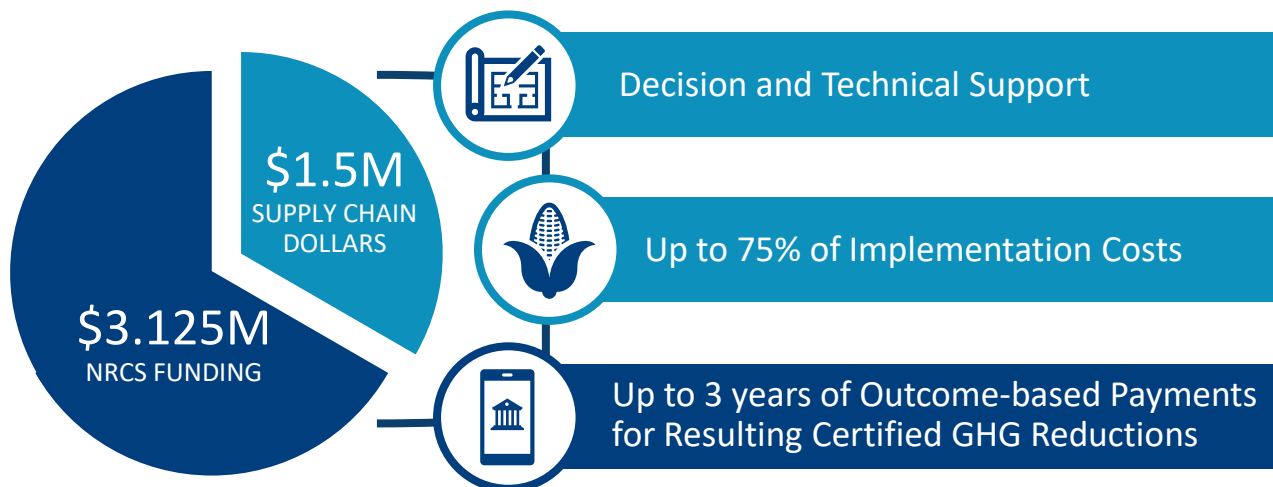 $1.5M
SUPPLY CHAIN
DOLLARS
$3.125M
NRCS FUNDING
Decision and Technical Support
Up to 75% of Implementation Costs
Up to 3 years of Outcome-based Payments
for Resulting Certified GHG Reductions